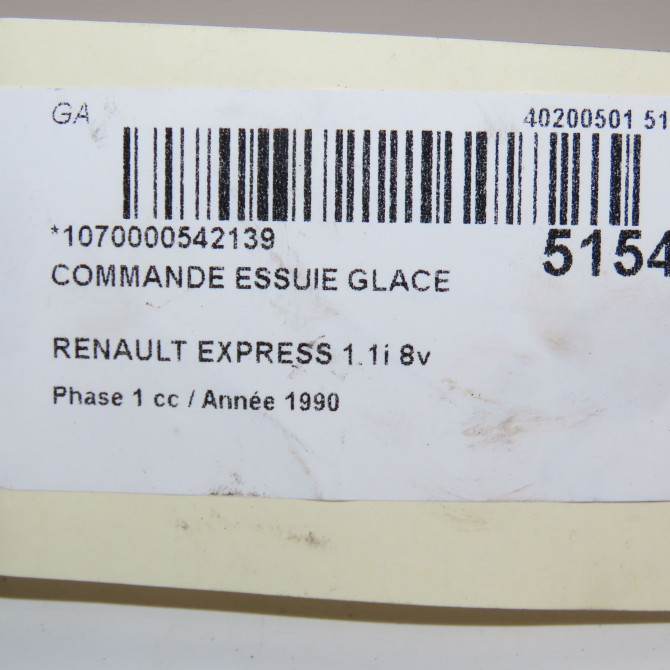 GA
40200501 51
*1070000542139
5154
COMMANDE ESSUIE GLACE
RENAULT EXPRESS 1.1i 8v
Phase 1 cc / Année 1990